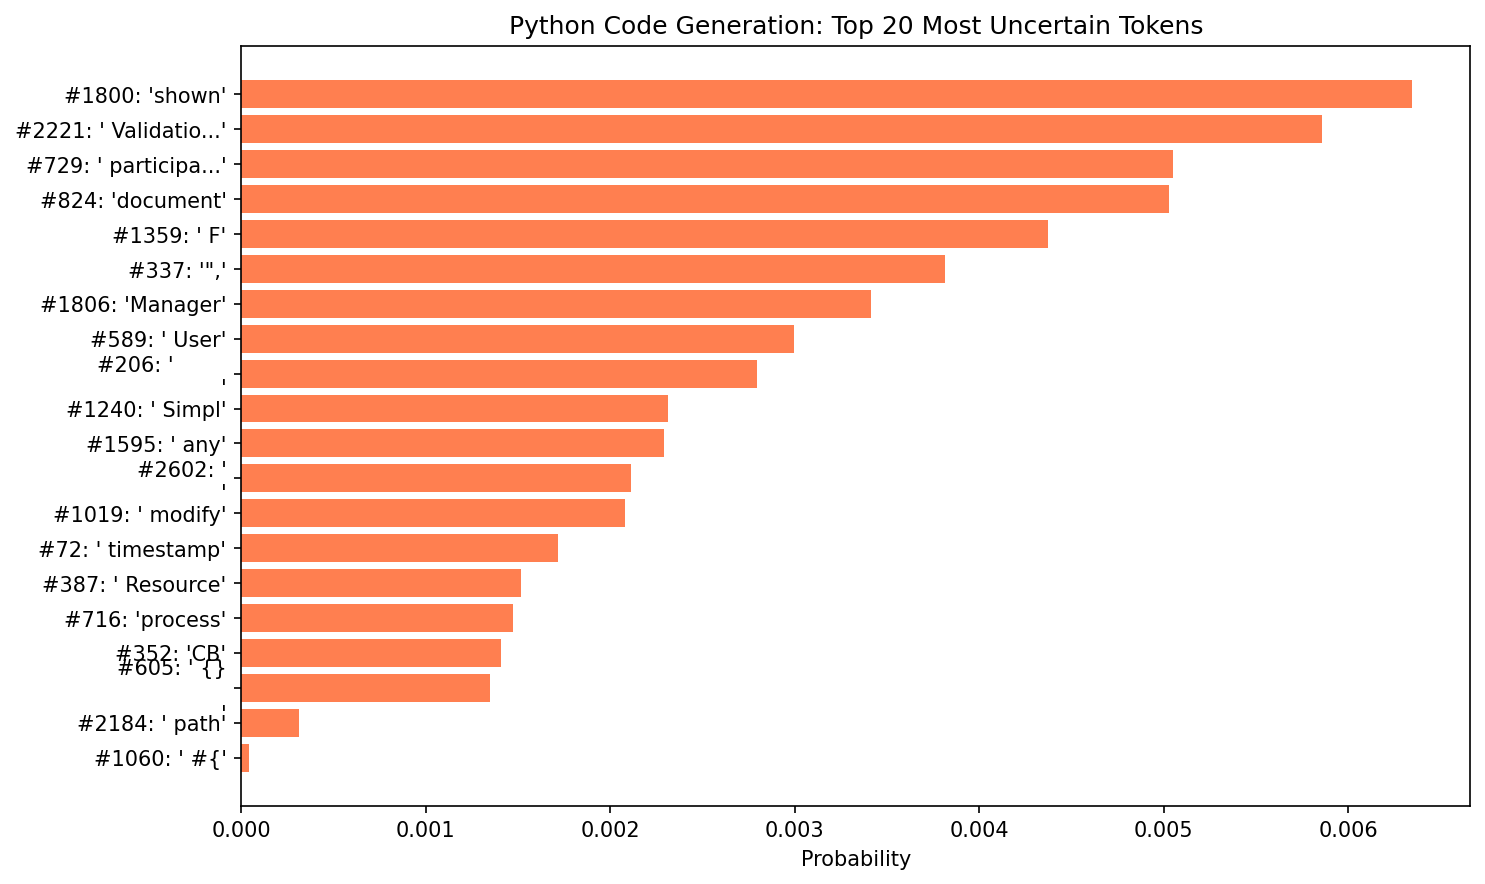 Python Code Generation: Top 20 Most Uncertain Tokens
#1800: 'shown'
#2221: ' Validatio...'
#729: ' participa...'
#824: 'document'
#1359: ' F'
#337: '",'
#1806: 'Manager'
#589: ' User'
#206: '
'
#1240: ' Simpl'
#1595: ' any'
#2602: '
'
#1019: ' modify'
#72: ' timestamp'
#387: ' Resource'
#716: 'process'
#352: 'CB'
#605: ' {}
'
#2184: ' path'
#1060: ' #{'
0.000 0.001 0.002 0.003 0.004 0.005 0.006
Probability